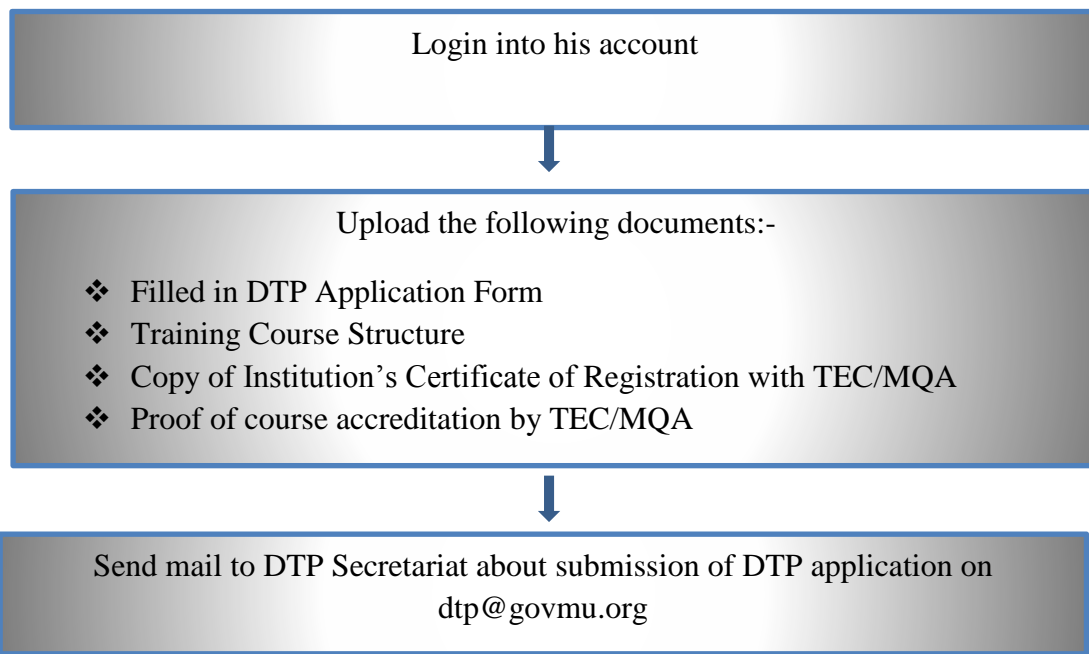 Login into his account
Upload the following documents:-
❖ Filled in DTP Application Form
❖ Training Course Structure
❖ Copy of Institution’s Certificate of Registration with TEC/MQA
❖ Proof of course accreditation by TEC/MQA
Send mail to DTP Secretariat about submission of DTP application on
dtp@govmu.org